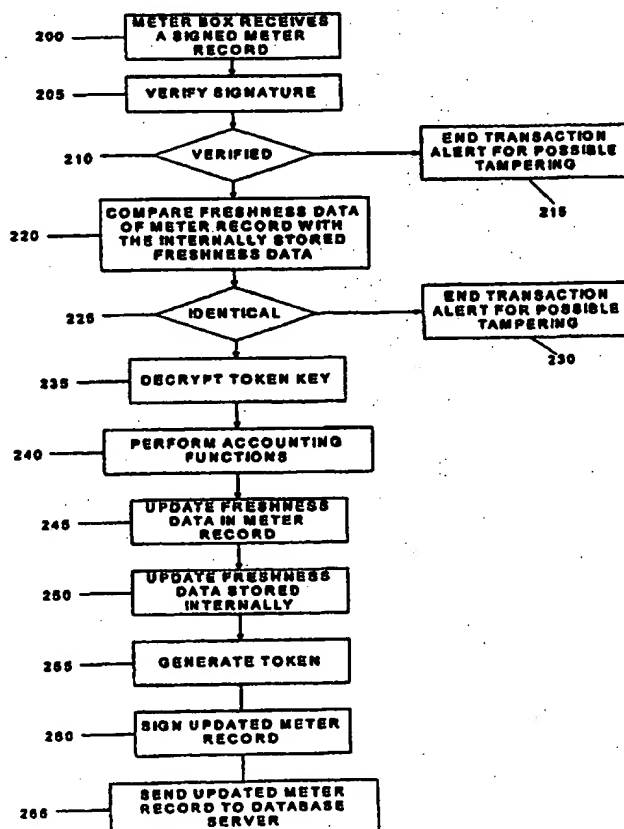 200
METER BOX RECEIVES
A SIGNED METER
RECORD
205
VERIFY SIGNATURE
210
VERIFIED
END TRANSACTION
ALERT FOR POSSIBLE
TAMPERING
215
220
COMPARE FRESHNESS DATA
OF METER RECORD WITH
THE INTERNALLY STORED
FRESHNESS DATA
225
IDENTICAL
END TRANSACTION
ALERT FOR POSSIBLE
TAMPERING
230
235
DECRYPT TOKEN KEY
240
PERFORM ACCOUNTING
FUNCTIONS
245
UPDATE FRESHNESS
DATA IN METER
RECORD
250
UPDATE FRESHNESS
DATA STORED
INTERNALLY
255
GENERATE TOKEN
260
SIGN UPDATED METER
RECORD
265
SEND UPDATED METER
RECORD TO DATABASE
SERVER